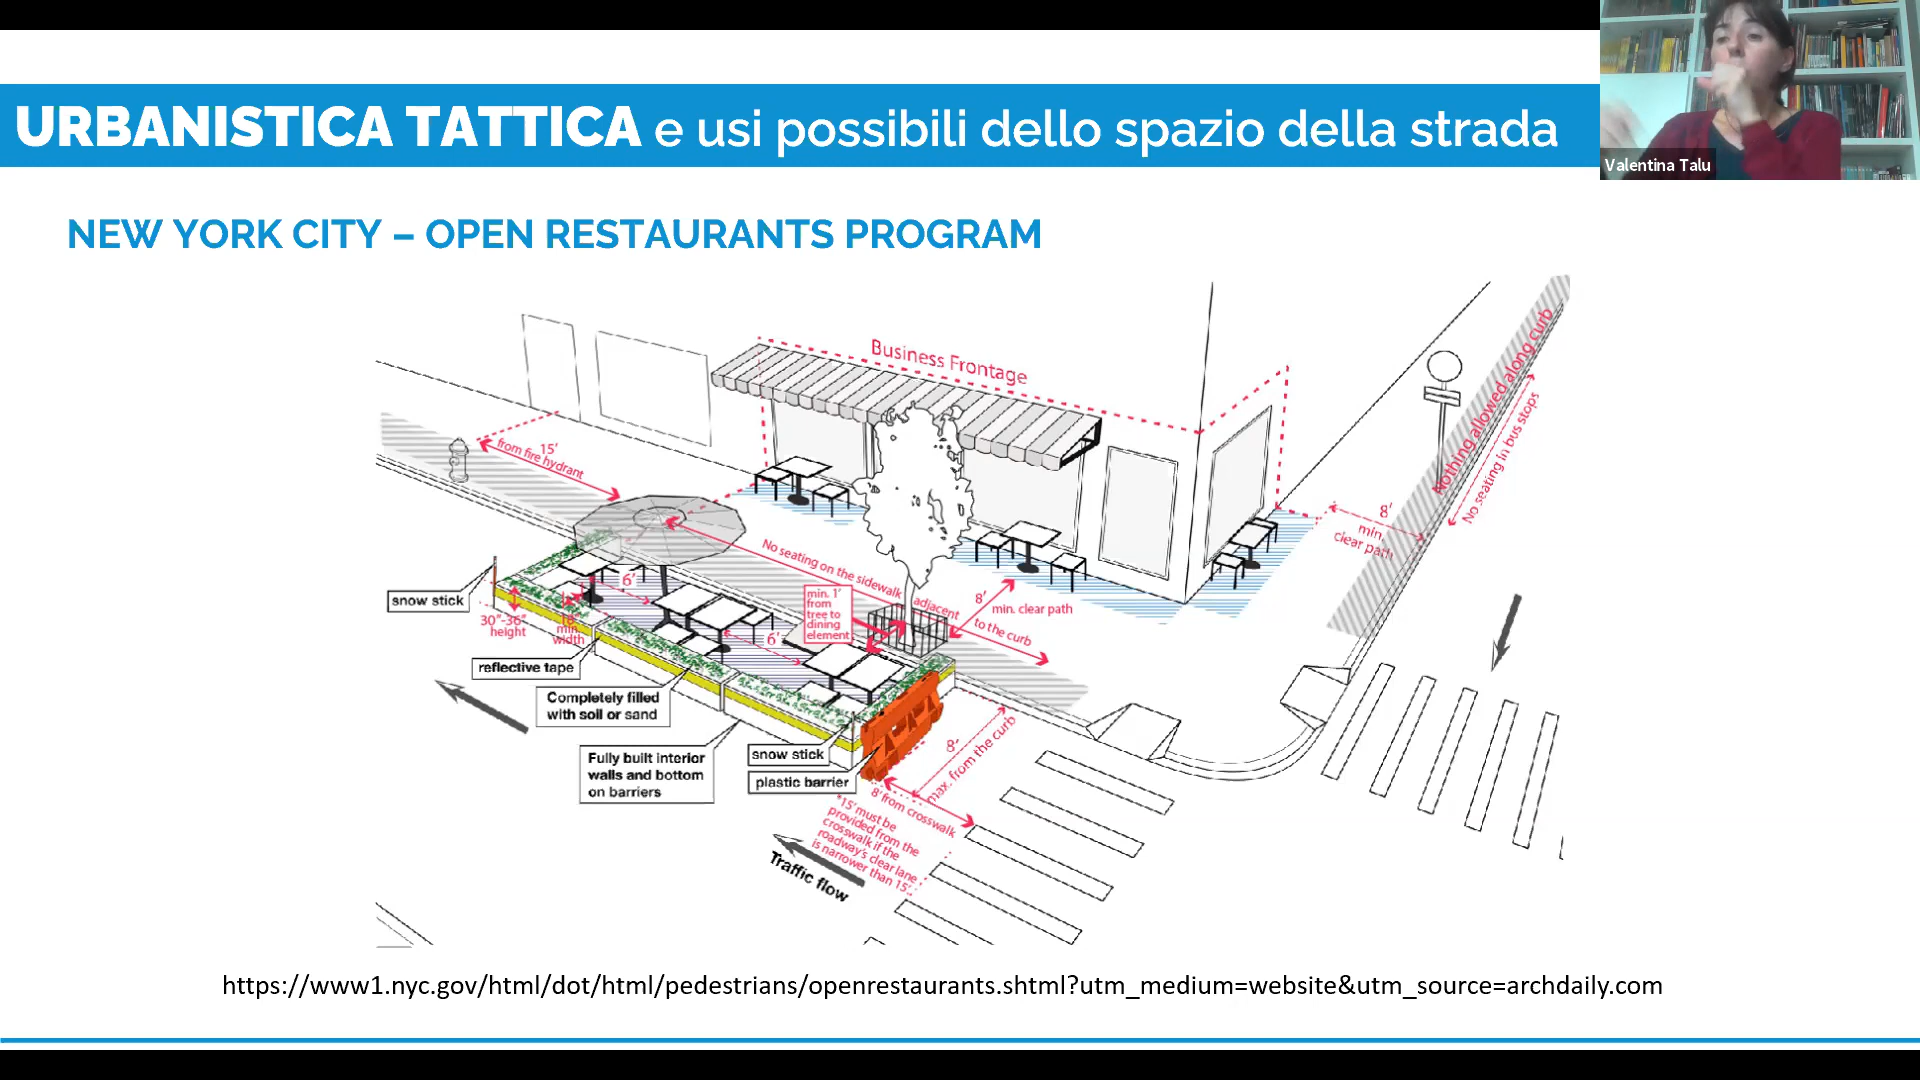 URBANISTICA TATTICA e usi possibili dello spazio della strada
Valentina Talu
NEW YORK CITY – OPEN RESTAURANTS PROGRAM
Business Frontage
15'
from fire hydrant
Nothing allowed along curb
No seating in bus stops
8'
min.
clear path
No seating on the sidewalk adjacent to the curb
min. 1'
from
tree to
dining
element
8'
min. clear path
6'
6'
snow stick
30"-36"
height
18"
min
width
reflective tape
Completely filled
with soil or sand
Fully built interior
walls and bottom
on barriers
snow stick
plastic barrier
8'
max. from the curb
8' from crosswalk
*15' must be
provided from the
crosswalk if the
roadway's clear lane
is narrower than 15'
Traffic flow
https://www1.nyc.gov/html/dot/html/pedestrians/openrestaurants.shtml?utm_medium=website&utm_source=archdaily.com